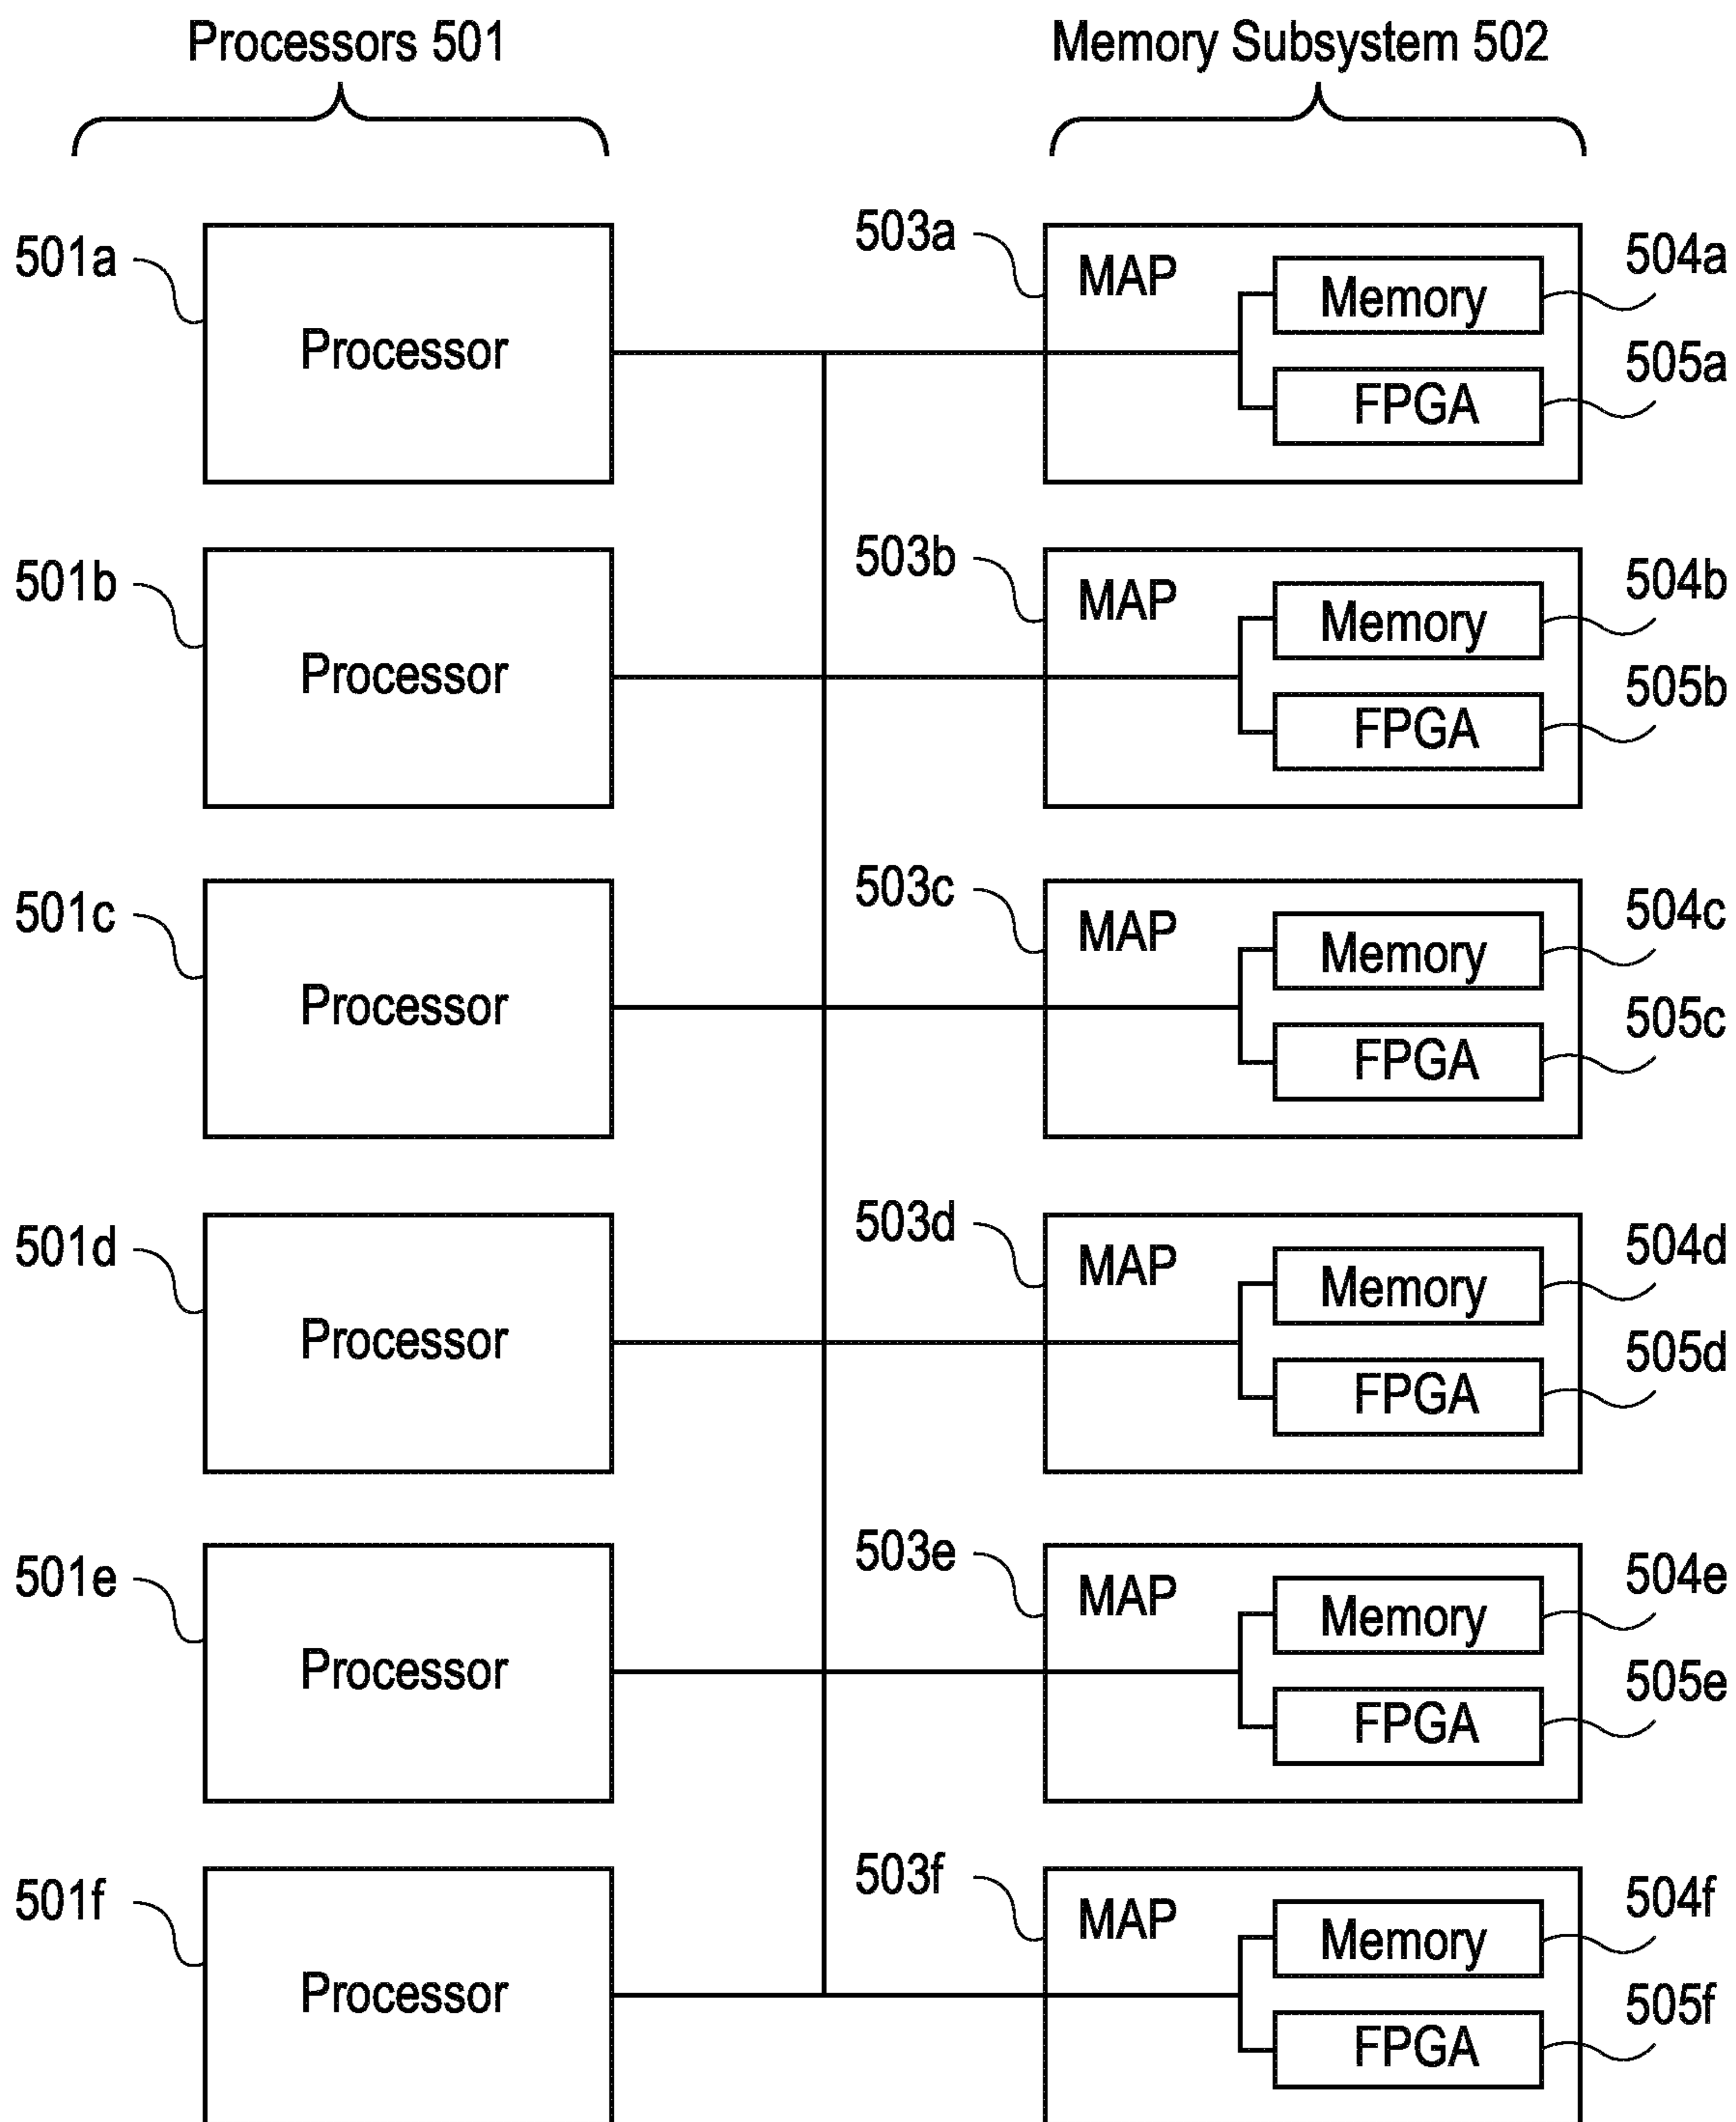 Processors 501
Memory Subsystem 502
501a
Processor
503a
MAP
Memory
504a
FPGA
505a
501b
Processor
503b
MAP
Memory
504b
FPGA
505b
501c
Processor
503c
MAP
Memory
504c
FPGA
505c
501d
Processor
503d
MAP
Memory
504d
FPGA
505d
501e
Processor
503e
MAP
Memory
504e
FPGA
505e
501f
Processor
503f
MAP
Memory
504f
FPGA
505f